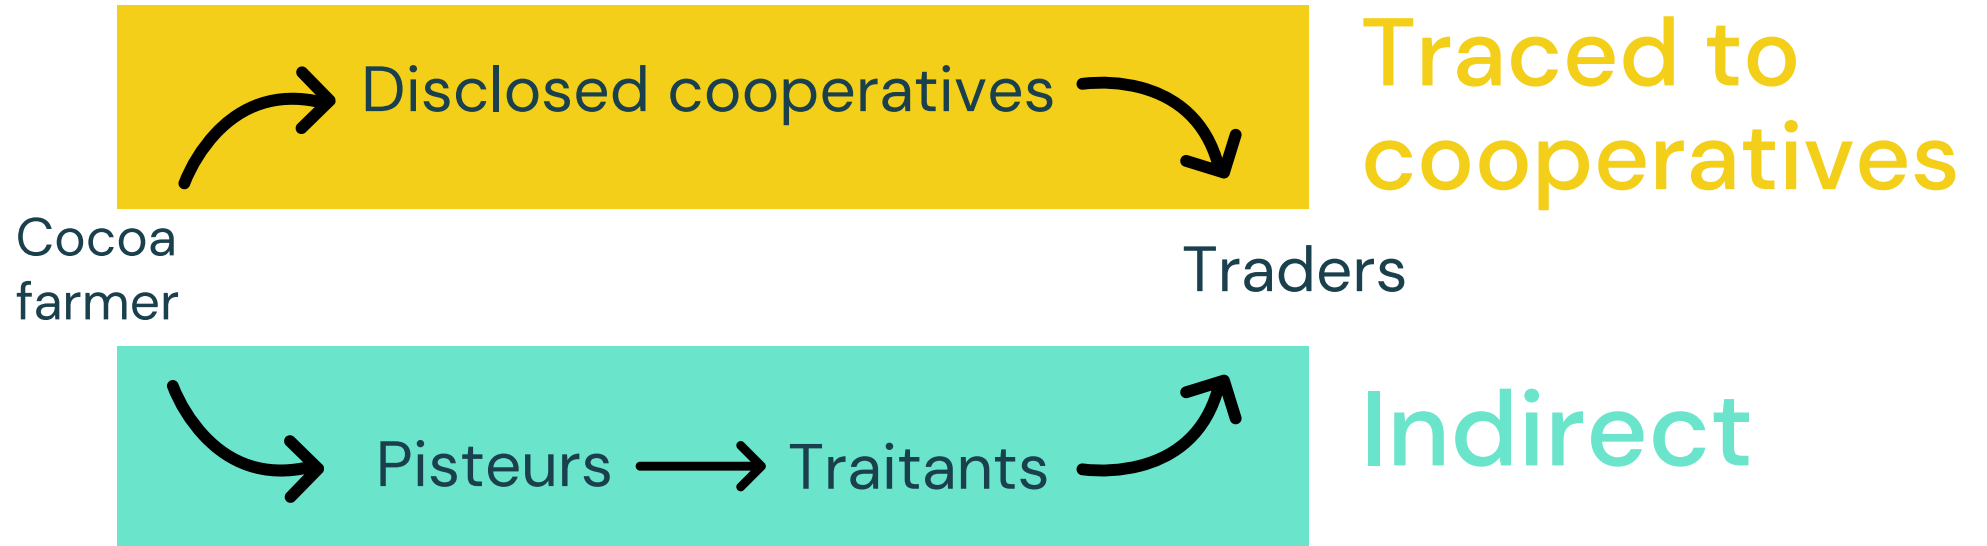 Disclosed cooperatives
Traced to
cooperatives
Cocoa
farmer
Traders
Pisteurs
Traitants
Indirect